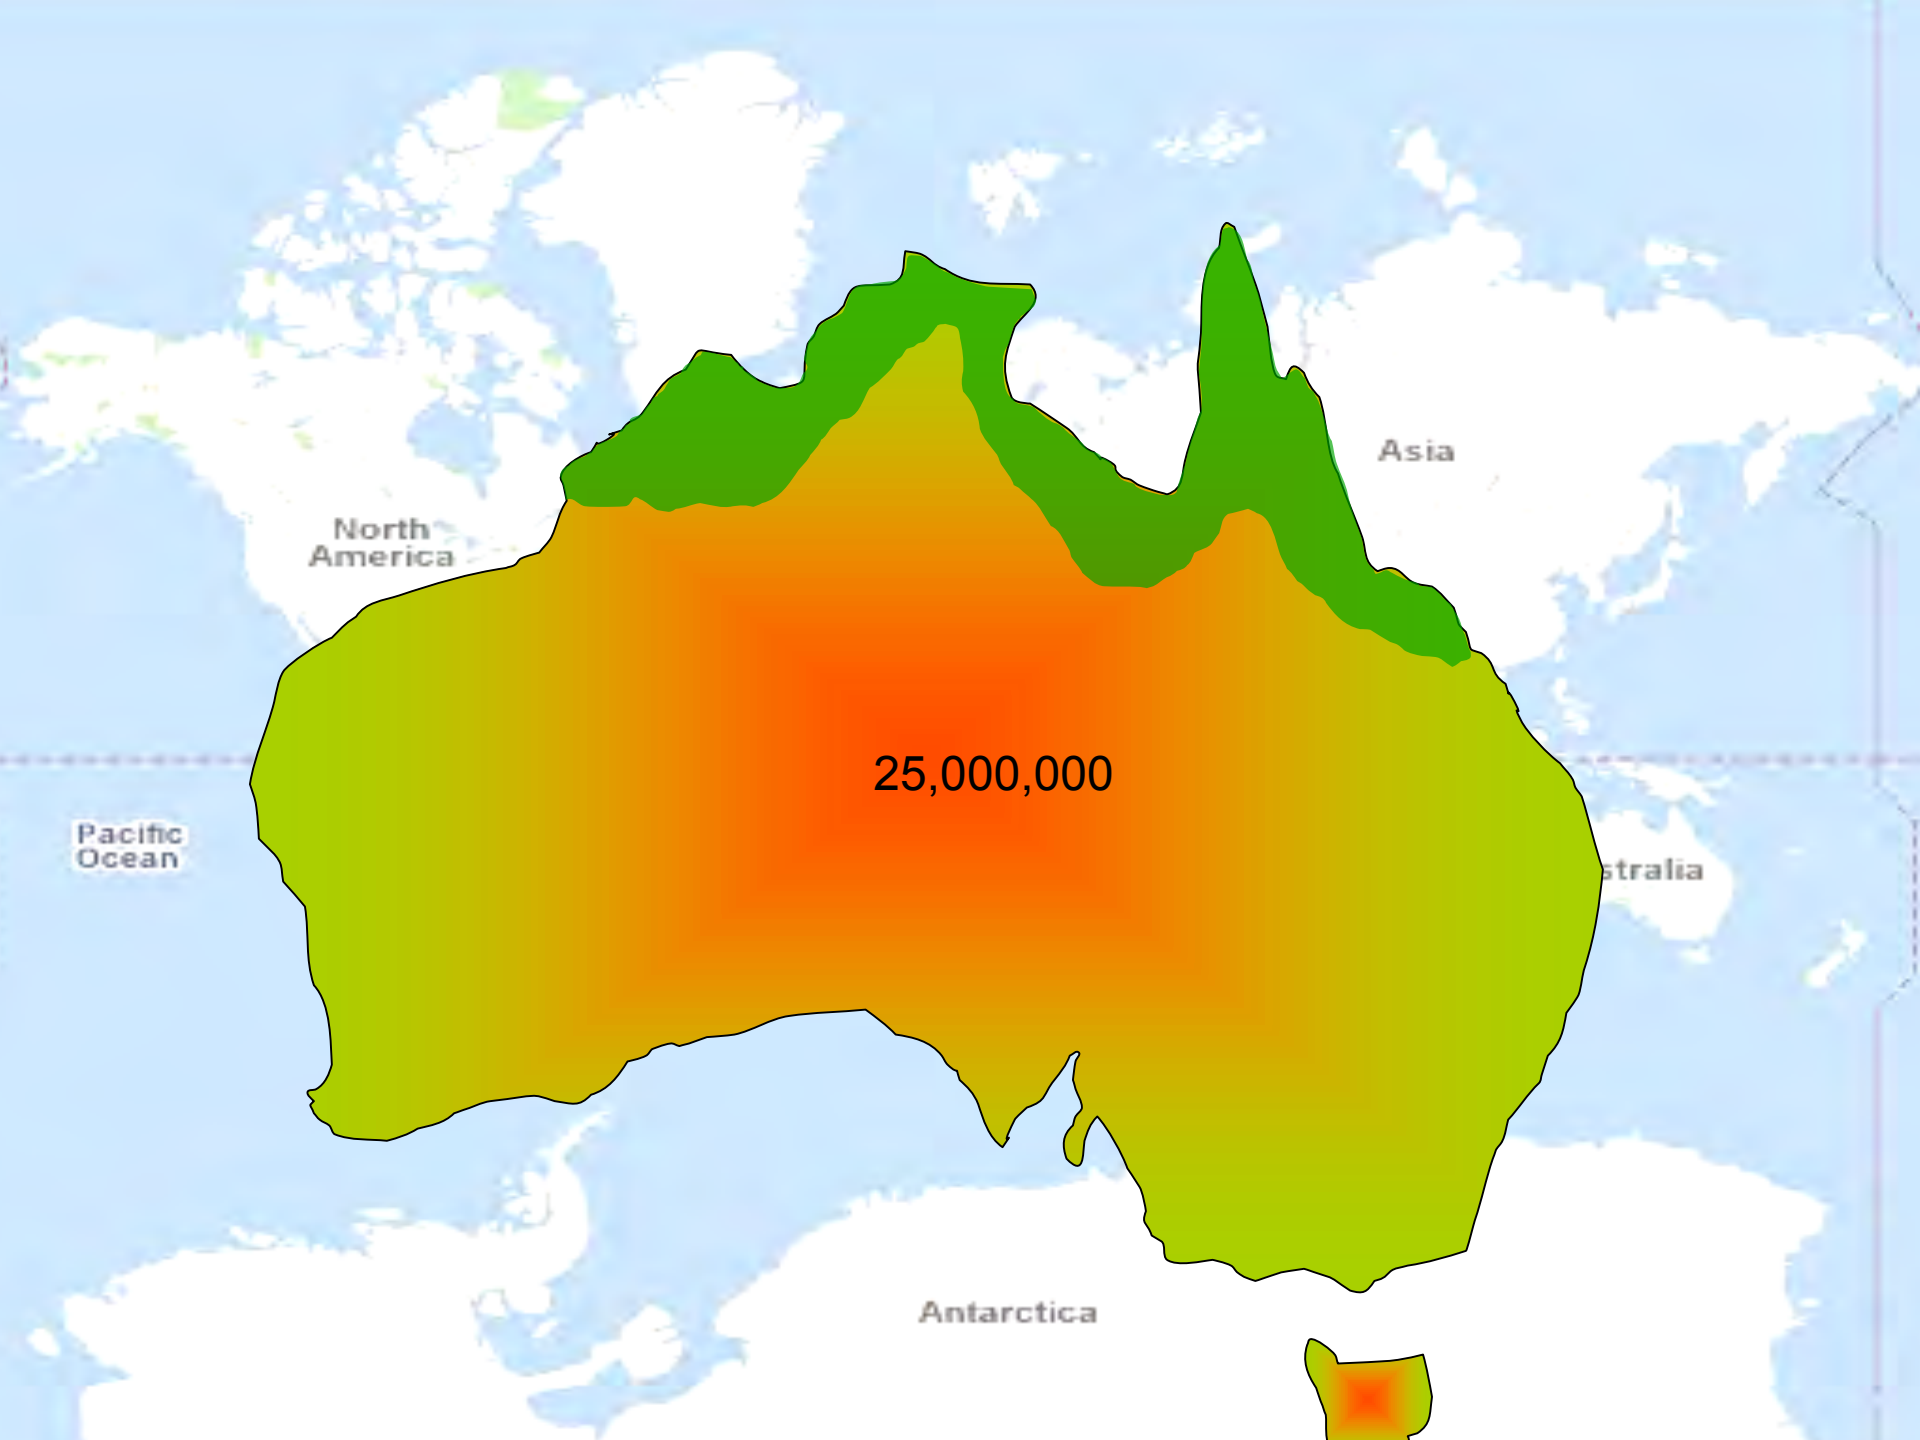 Asia
North
America
25,000,000
Pacific
Ocean
stralia
Antarctica